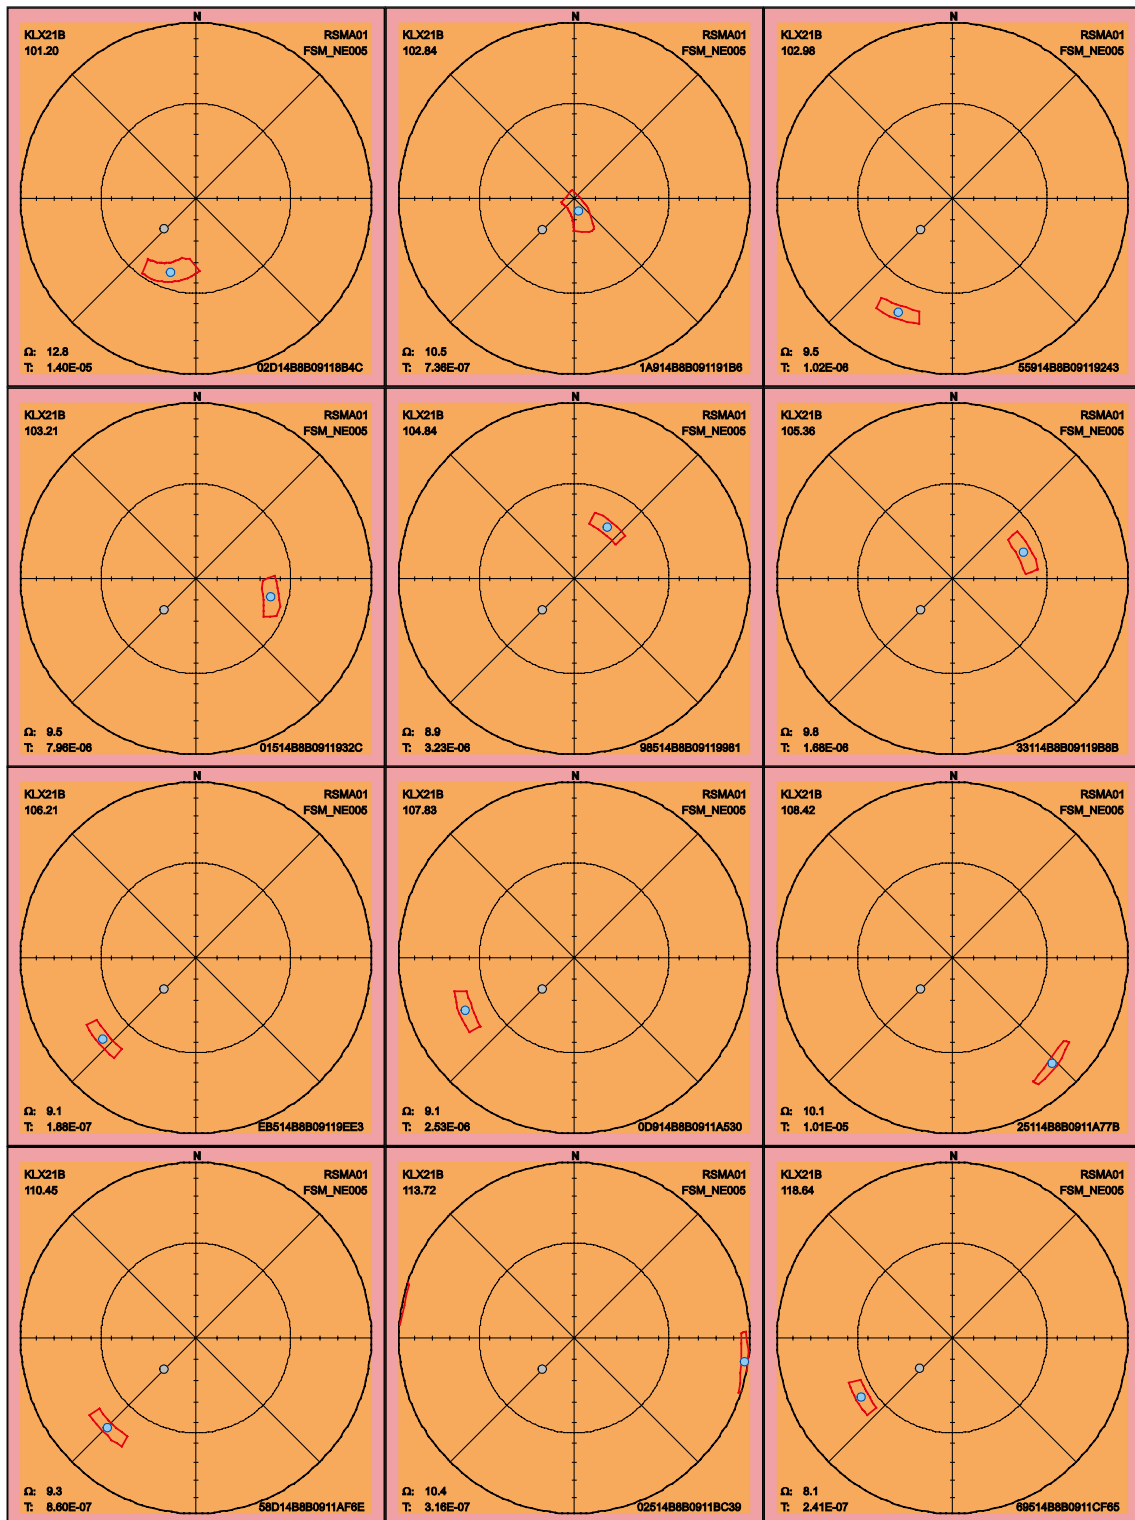 N
KLX21B RSMA01
101.20 FSM_NE005
Ω: 12.8
T: 1.40E-05 02D14B8B09118B4C
N
KLX21B RSMA01
102.84 FSM_NE005
Ω: 10.5
T: 7.36E-07 1A914B8B091191B6
N
KLX21B RSMA01
102.98 FSM_NE005
Ω: 9.5
T: 1.02E-06 55914B8B09119243
N
KLX21B RSMA01
103.21 FSM_NE005
Ω: 9.5
T: 7.96E-06 01514B8B0911932C
N
KLX21B RSMA01
104.84 FSM_NE005
Ω: 8.9
T: 3.23E-06 98514B8B09119981
N
KLX21B RSMA01
105.36 FSM_NE005
Ω: 9.8
T: 1.68E-06 33114B8B09119B8B
N
KLX21B RSMA01
106.21 FSM_NE005
Ω: 9.1
T: 1.88E-07 EB514B8B09119EE3
N
KLX21B RSMA01
107.83 FSM_NE005
Ω: 9.1
T: 2.53E-06 0D914B8B0911A530
N
KLX21B RSMA01
108.42 FSM_NE005
Ω: 10.1
T: 1.01E-05 25114B8B0911A77B
N
KLX21B RSMA01
110.45 FSM_NE005
Ω: 9.3
T: 8.60E-07 58D14B8B0911AF6E
N
KLX21B RSMA01
113.72 FSM_NE005
Ω: 10.4
T: 3.16E-07 02514B8B0911BC39
N
KLX21B RSMA01
118.64 FSM_NE005
Ω: 8.1
T: 2.41E-07 69514B8B0911CF65